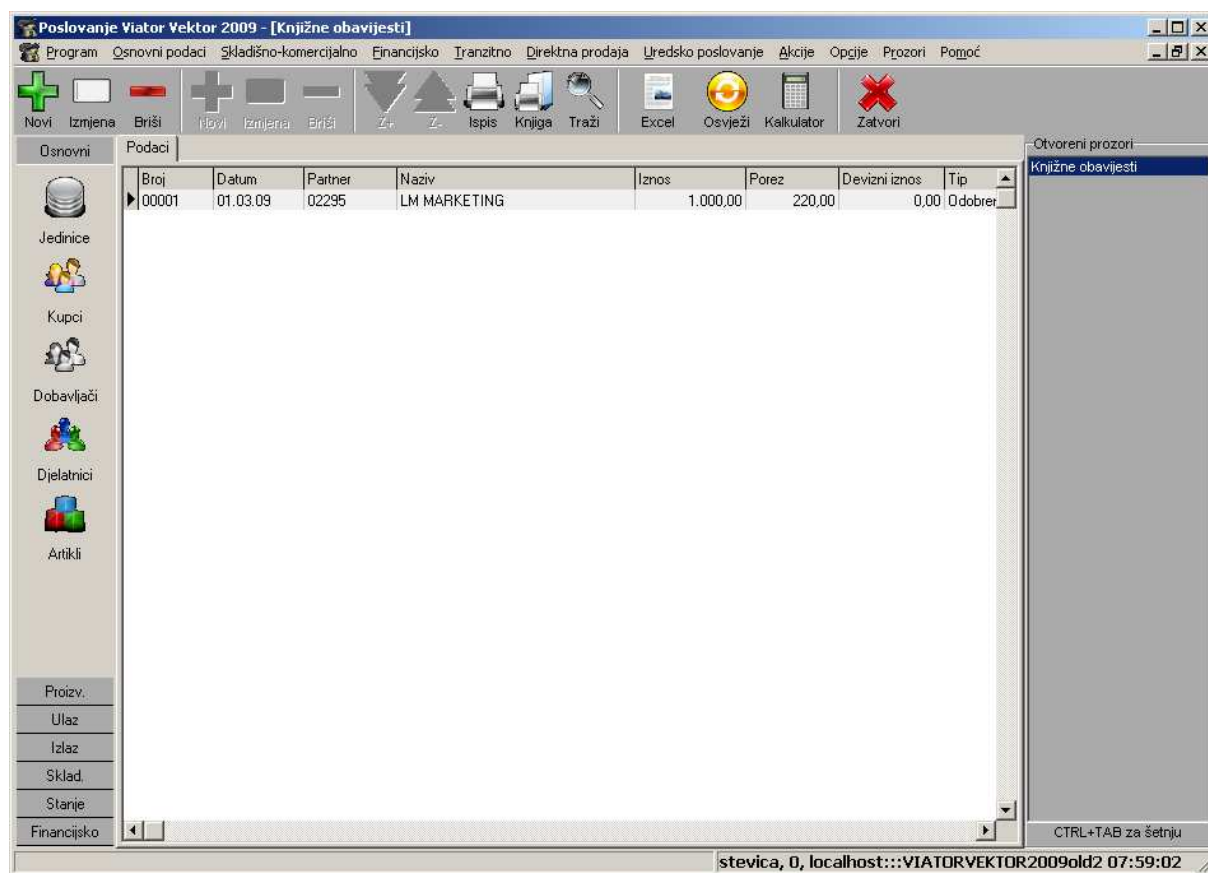 Poslovanje Viator Vektor 2009 - [Knjižne obavijesti]
Program Osnovni podaci Skladišno-komercijalno Financijsko Tranzitno Direktna prodaja Uredsko poslovanje Akcije Opcije Prozori Pomoć
Novi Izmjena Briši Novi Izmjena Briši Z+ Z- Ispis Knjiga Traži Excel Osvježi Kalkulator Zatvori
Osnovni
Podaci
Otvoreni prozori
Knjižne obavijesti
Broj Datum Partner Naziv Iznos Porez Devizni iznos Tip
00001 01.03.09 02295 LM MARKETING 1.000,00 220,00 0,00 Odobrer
Jedinice
Kupci
Dobavljači
Djelatnici
Artikli
Proizv.
Ulaz
Izlaz
Sklad.
Stanje
Financijsko
CTRL+TAB za šetnju
stevica, 0, localhost:::VIATORVEKTOR2009old2 07:59:02